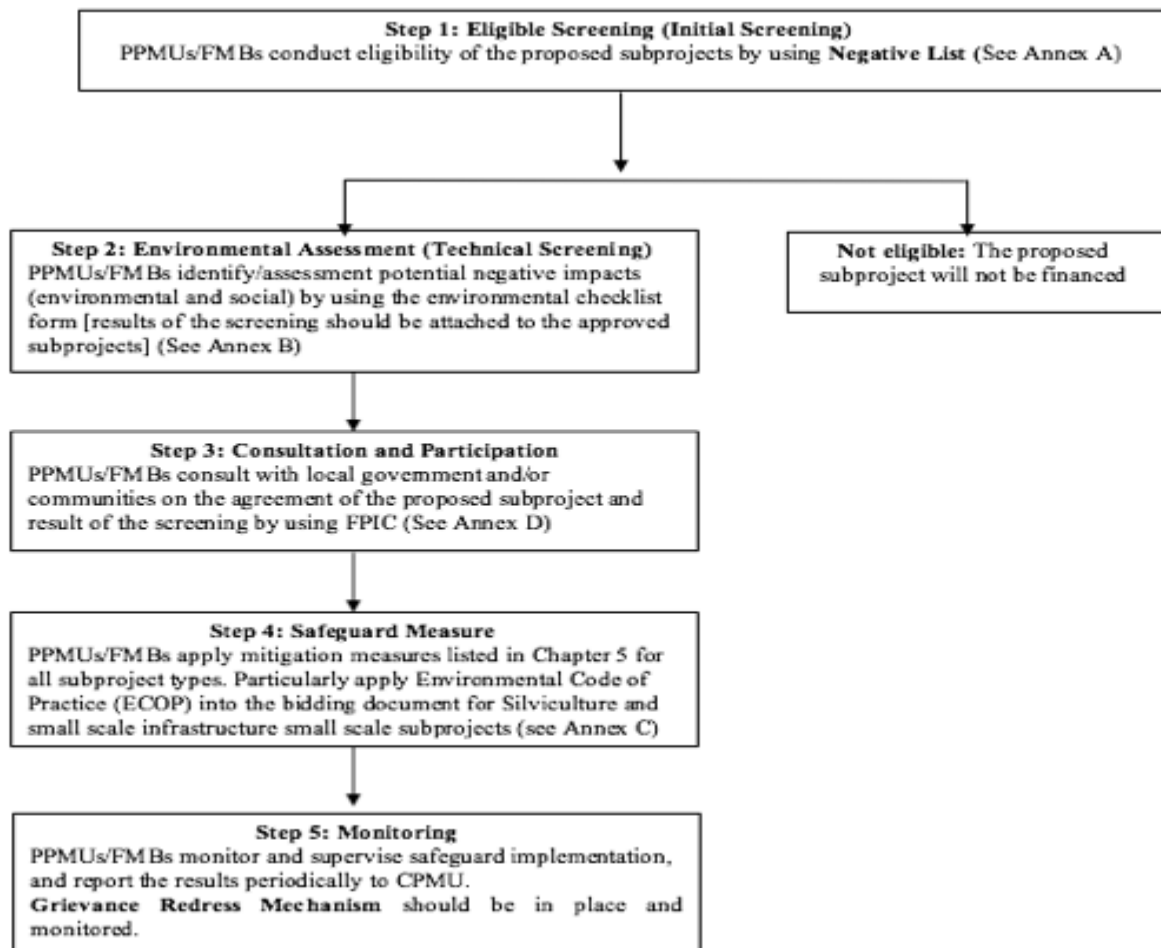 Step 1: Eligible Screening (Initial Screening)
PPMUs/FMBs conduct eligibility of the proposed subprojects by using Negative List (See Annex A)
Step 2: Environmental Assessment (Technical Screening)
PPMUs/FMBs identify/assessment potential negative impacts
(environmental and social) by using the environmental checklist
form [results of the screening should be attached to the approved
subprojects] (See Annex B)
Not eligible: The proposed
subproject will not be financed
Step 3: Consultation and Participation
PPMUs/FMBs consult with local government and/or
communities on the agreement of the proposed subproject and
result of the screening by using FPIC (See Annex D)
Step 4: Safeguard Measure
PPMUs/FMBs apply mitigation measures listed in Chapter 5 for
all subproject types. Particularly apply Environmental Code of
Practice (ECOP) into the bidding document for Silviculture and
small scale infrastructure small scale subprojects (see Annex C)
Step 5: Monitoring
PPMUs/FMBs monitor and supervise safeguard implementation,
and report the results periodically to CPMU.
Grievance Redress Mechanism should be in place and
monitored.